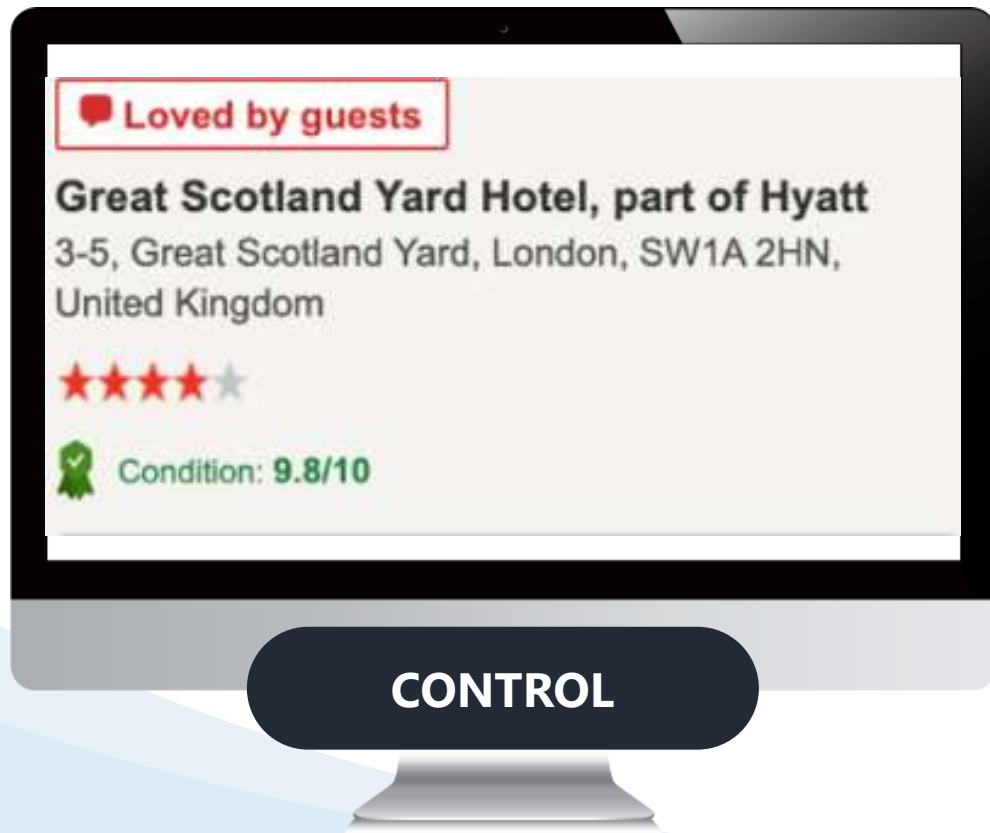 Loved by guests
Great Scotland Yard Hotel, part of Hyatt
3-5, Great Scotland Yard, London, SW1A 2HN,
United Kingdom
Condition: 9.8/10
CONTROL